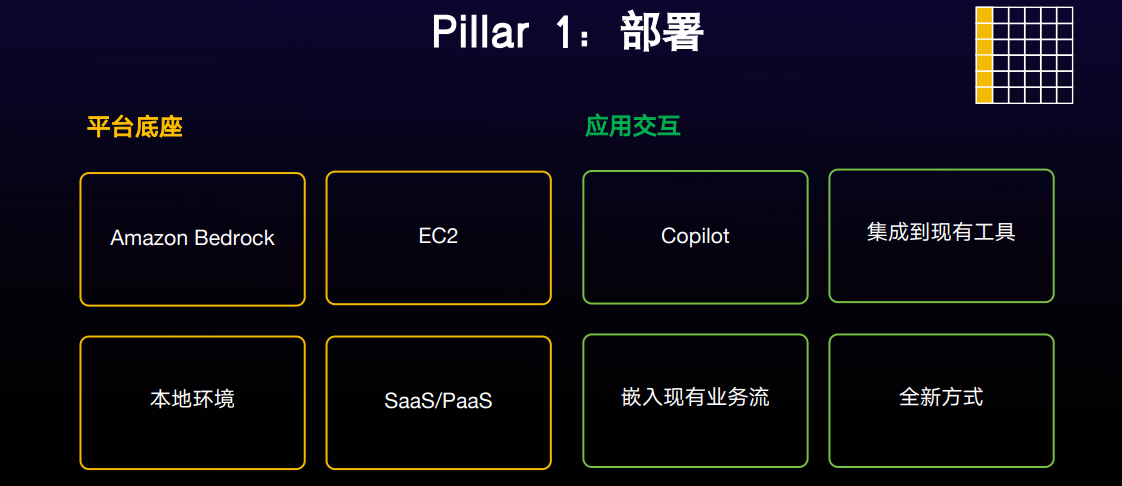 Pillar 1：部署
平台底座
应用交互
Amazon Bedrock
EC2
Copilot
集成到现有工具
本地环境
SaaS/PaaS
嵌入现有业务流
全新方式